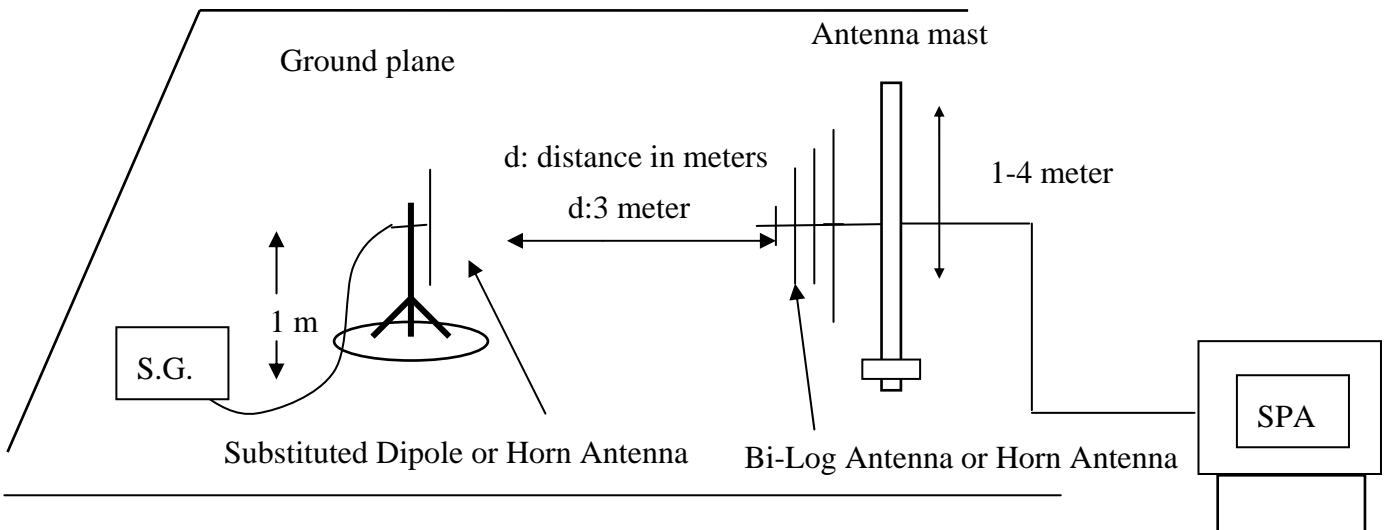 Antenna mast
Ground plane
d: distance in meters
d:3 meter
1-4 meter
1 m
S.G.
SPA
Substituted Dipole or Horn Antenna
Bi-Log Antenna or Horn Antenna